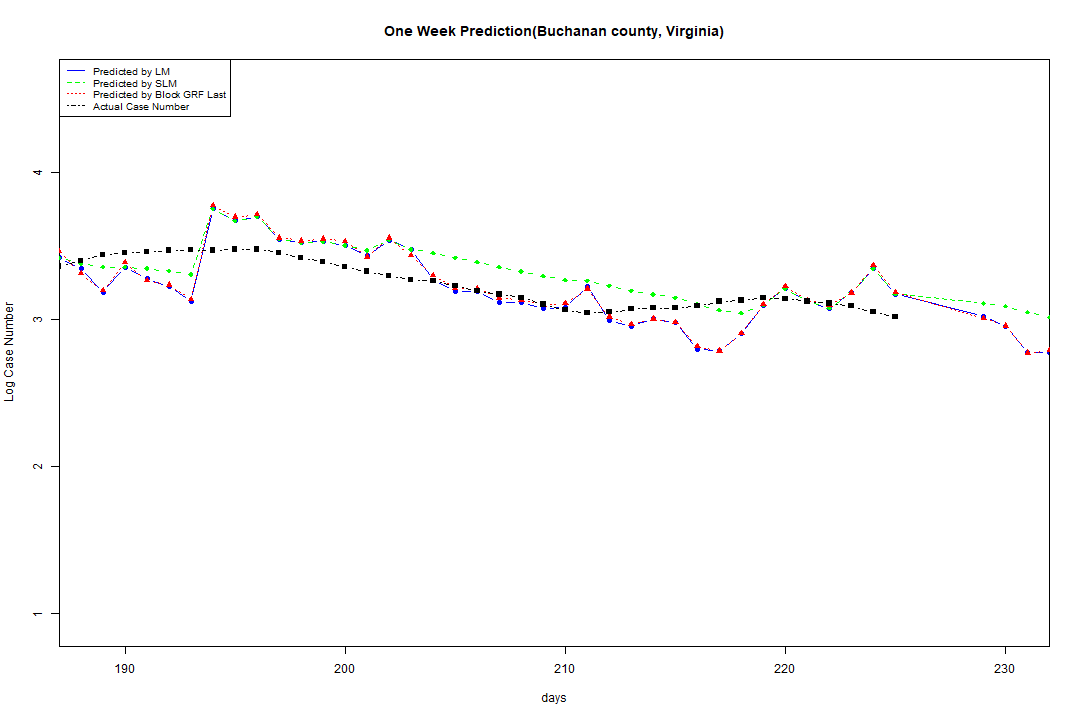 One Week Prediction(Buchanan county, Virginia)
Predicted by LM
Predicted by SLM
Predicted by Block GRF Last
Actual Case Number
4
3
2
1
Log Case Number
190
200
210
220
230
days